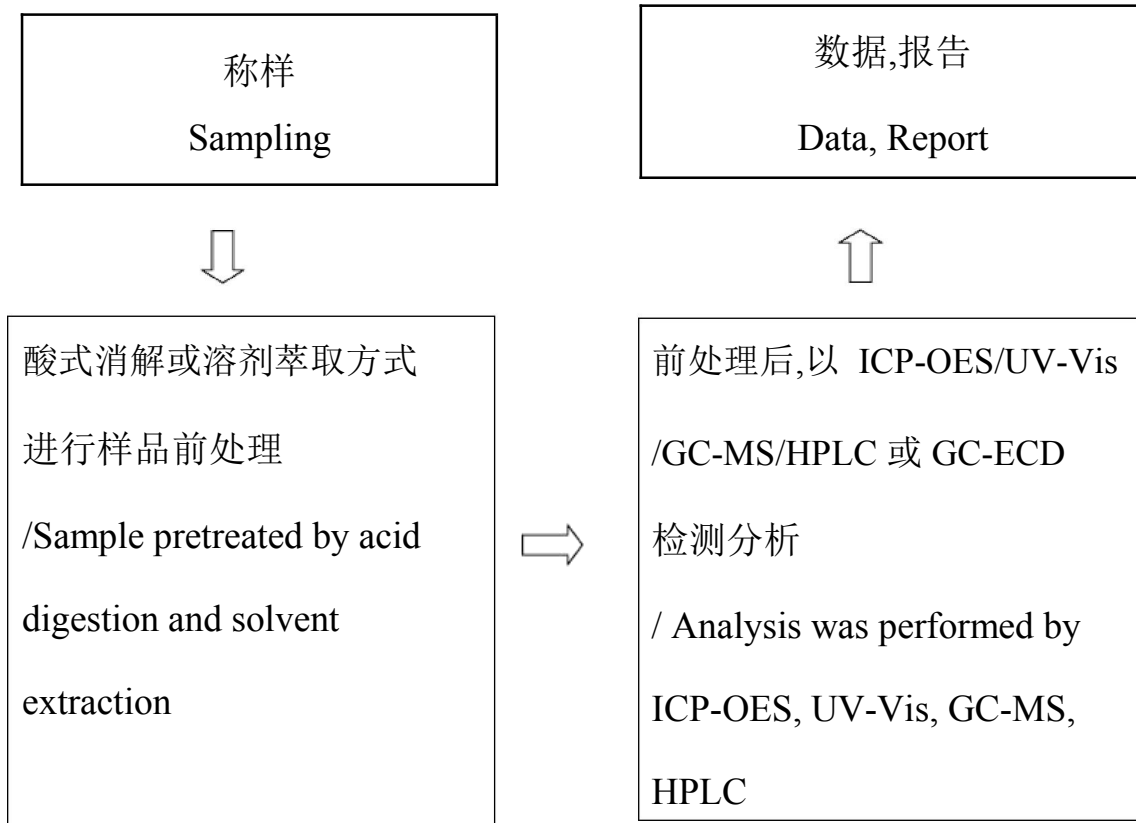 称样
Sampling
酸式消解或溶剂萃取方式
进行样品前处理
/Sample pretreated by acid
digestion and solvent
extraction
前处理后,以 ICP-OES/UV-Vis
/GC-MS/HPLC 或 GC-ECD
检测分析
/ Analysis was performed by
ICP-OES, UV-Vis, GC-MS,
HPLC
数据,报告
Data, Report